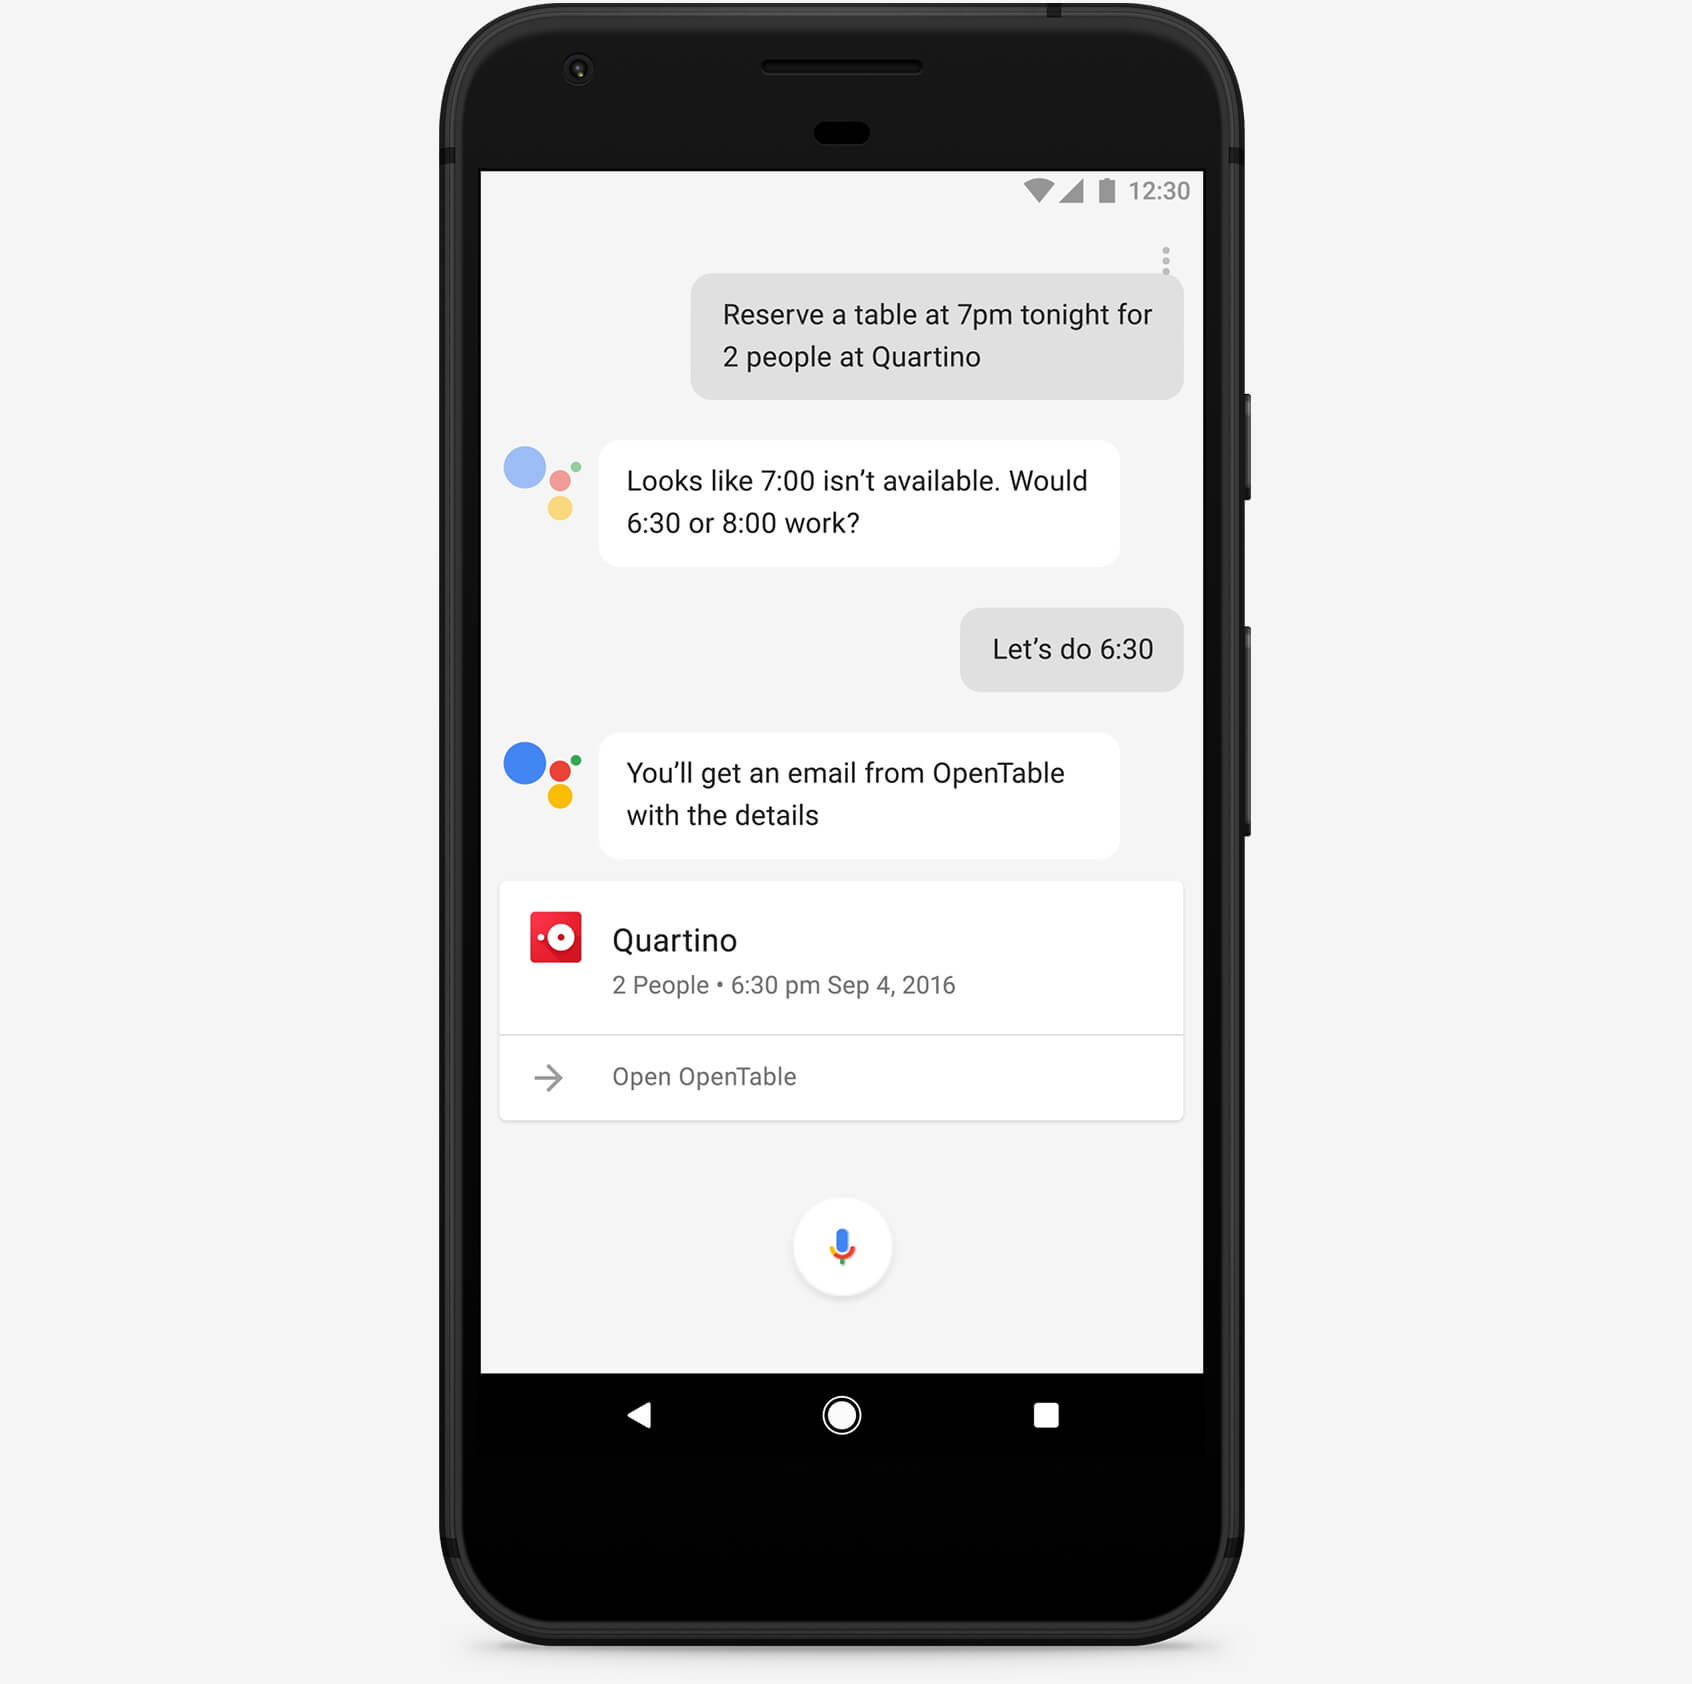 12:30
Reserve a table at 7pm tonight for
2 people at Quartino
Looks like 7:00 isn’t available. Would
6:30 or 8:00 work?
Let’s do 6:30
You’ll get an email from OpenTable
with the details
Quartino
2 People • 6:30 pm Sep 4, 2016
Open OpenTable